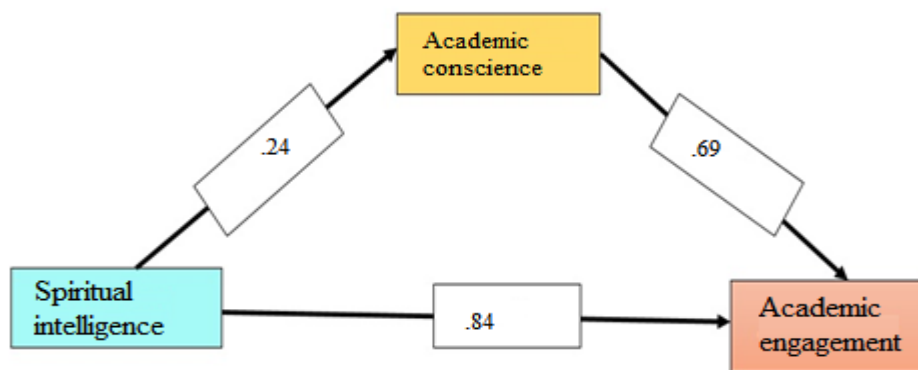 Academic
conscience
.24
.69
Spiritual
intelligence
.84
Academic
engagement